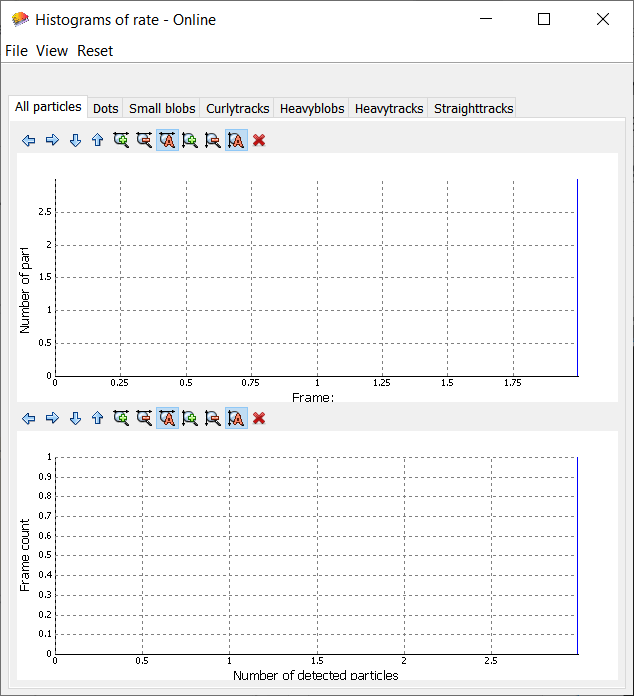 Histograms of rate - Online
File View Reset
All particles Dots Small blobs Curlytracks Heavyblobs Heavytracks Straighttracks
A A
Number of part
2.5
2
1.5
1
0.5
0
0 0.25 0.5 0.75 1 1.25 1.5 1.75
Frame:
A A
Frame count
1
0.9
0.8
0.7
0.6
0.5
0.4
0.3
0.2
0.1
0
0 0.5 1 1.5 2 2.5
Number of detected particles